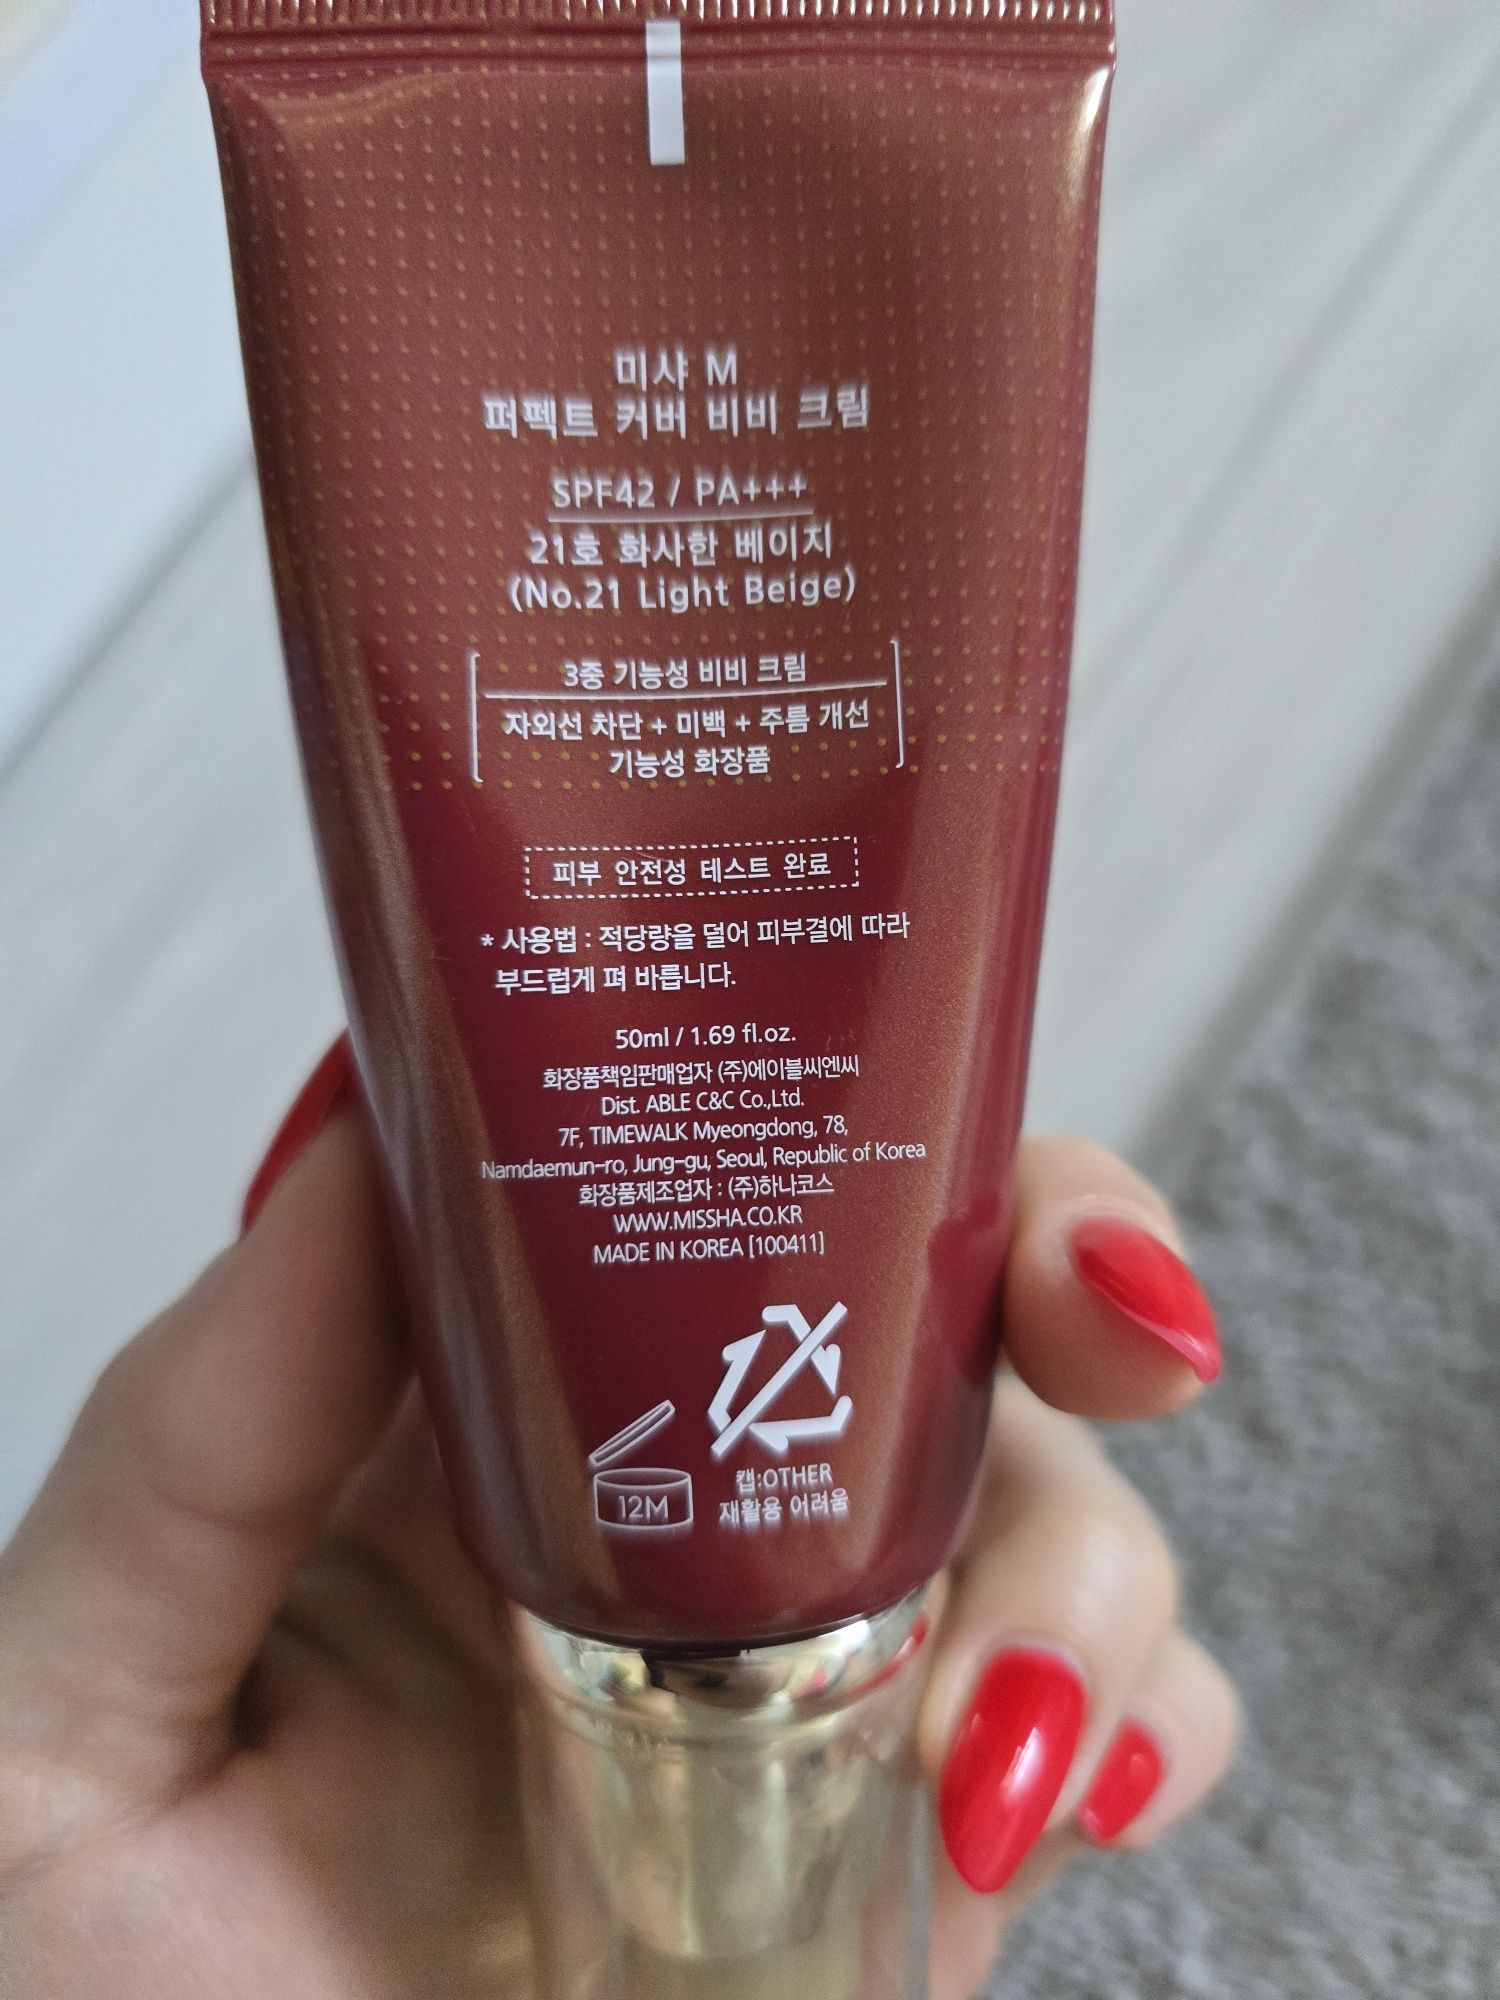 미샤 M
퍼펙트 커버 비비 크림
SPF42 / PA+++
21호 화사한 베이지
(No.21 Light Beige)
3중 기능성 비비 크림
자외선 차단 + 미백 + 주름 개선
기능성 화장품
피부 안전성 테스트 완료
* 사용법 : 적당량을 덜어 피부결에 따라
부드럽게 펴 바릅니다.
50ml / 1.69 fl.oz.
화장품책임판매업자 (주)에이블씨엔씨
Dist. ABLE C&C Co.,Ltd.
7F, TIMEWALK Myeongdong, 78,
Namdaemun-ro, Jung-gu, Seoul, Republic of Korea
화장품제조업자 : (주)하나코스
WWW.MISSHA.CO.KR
MADE IN KOREA [100411]
12M
캡:OTHER
재활용 어려움